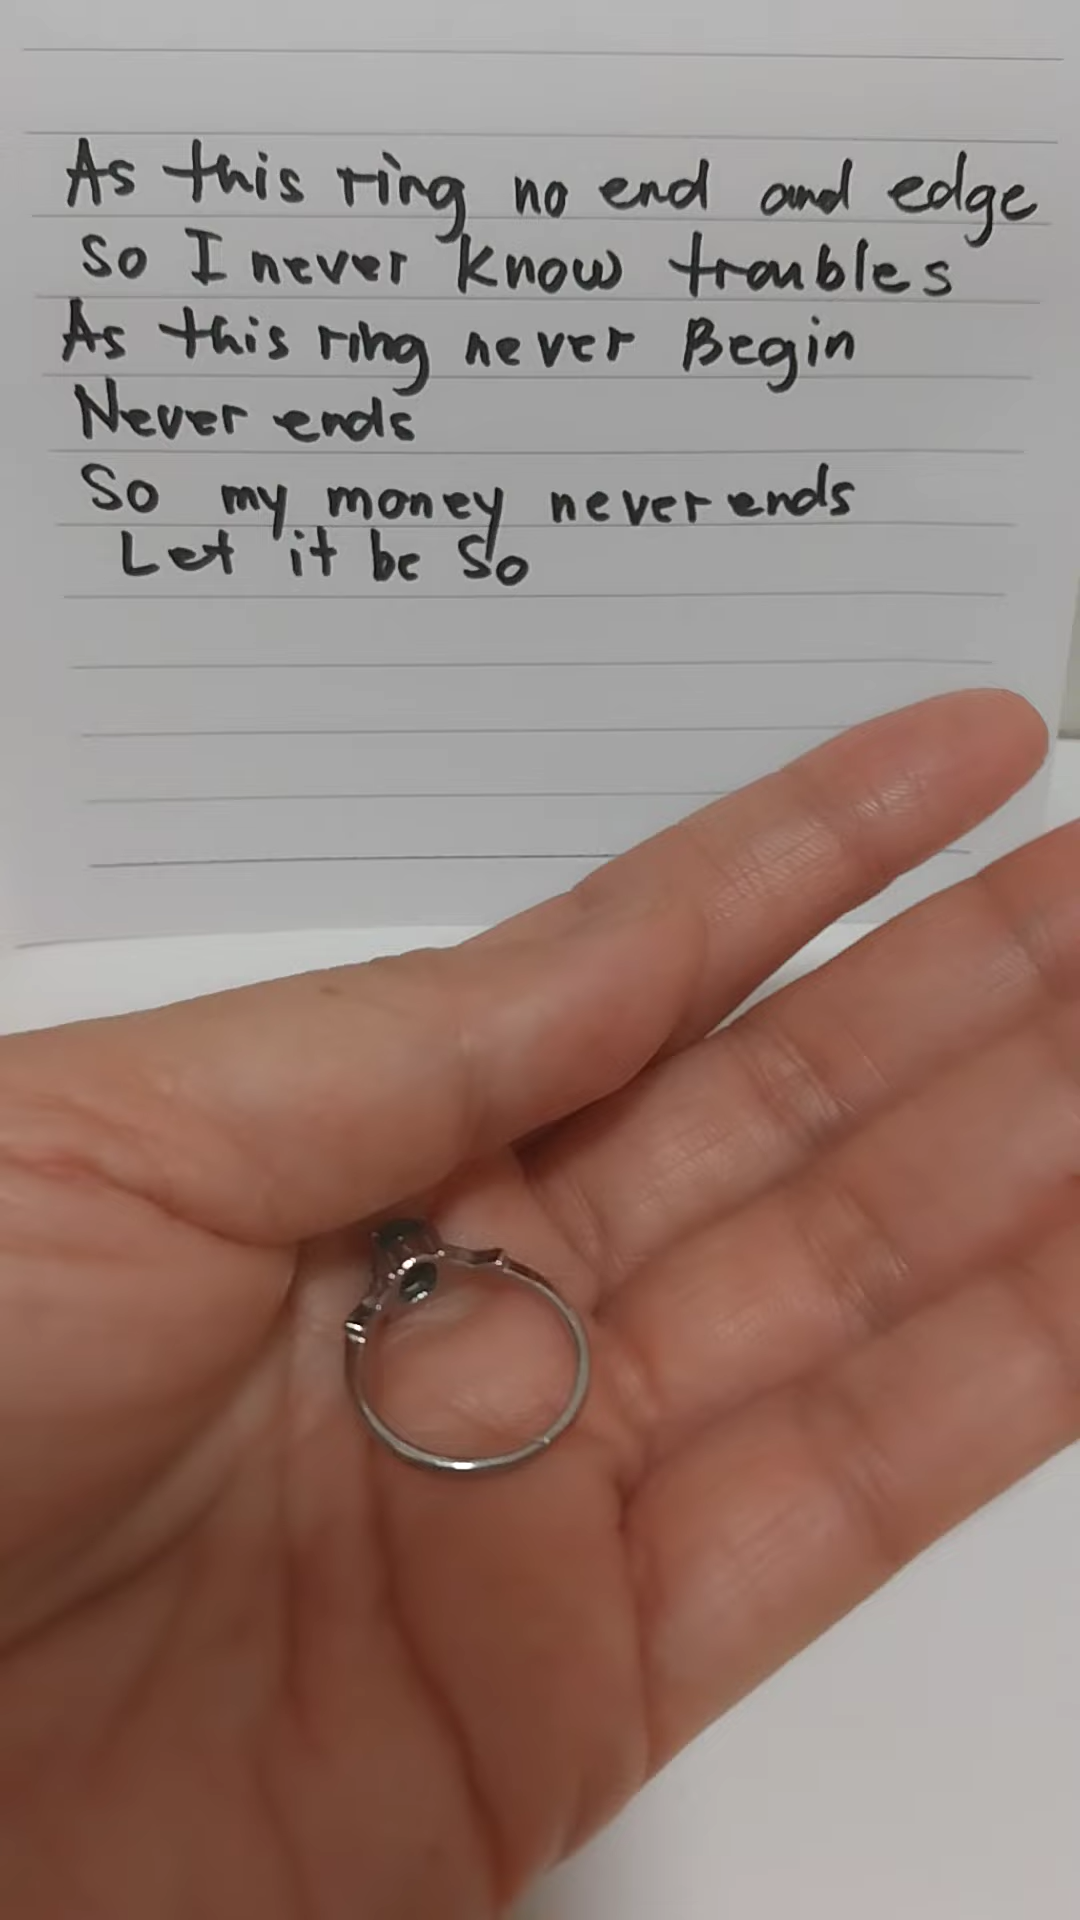 As this ring no end and edge
so I never know troubles
As this ring never Begin
Never ends
So my money never ends
Let it be So